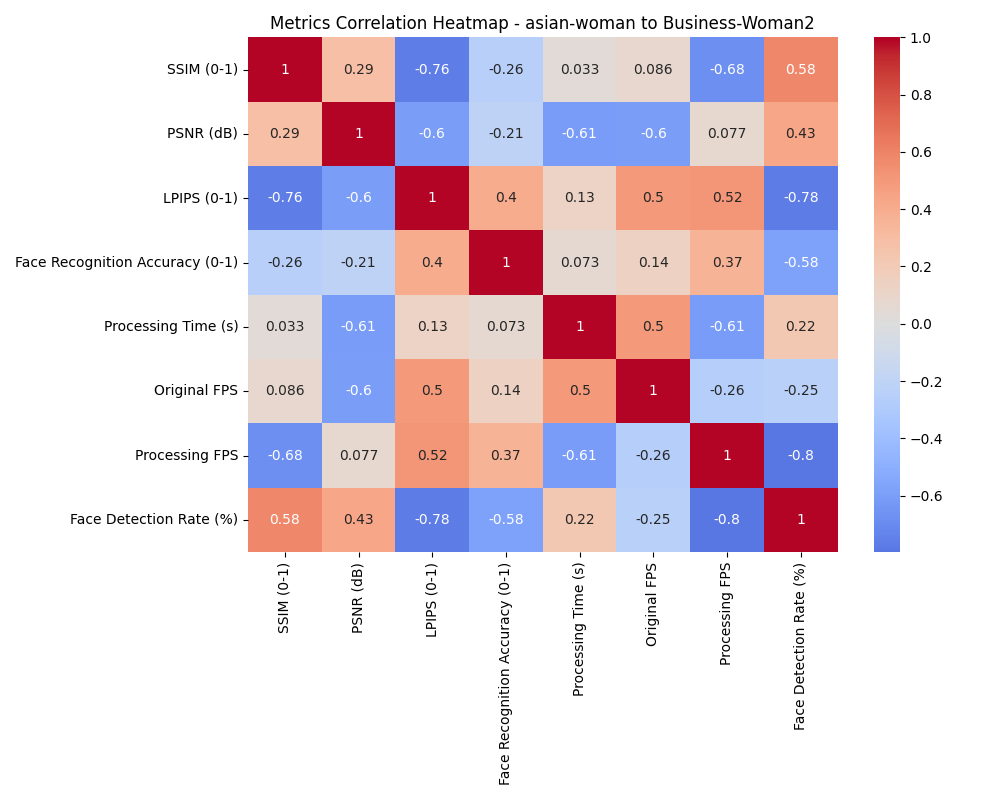 Metrics Correlation Heatmap - asian-woman to Business-Woman2
SSIM (0-1) 1 0.29 -0.76 -0.26 0.033 0.086 -0.68 0.58
PSNR (dB) 0.29 1 -0.6 -0.21 -0.61 -0.6 0.077 0.43
LPIPS (0-1) -0.76 -0.6 1 0.4 0.13 0.5 0.52 -0.78
Face Recognition Accuracy (0-1) -0.26 -0.21 0.4 1 0.073 0.14 0.37 -0.58
Processing Time (s) 0.033 -0.61 0.13 0.073 1 0.5 -0.61 0.22
Original FPS 0.086 -0.6 0.5 0.14 0.5 1 -0.26 -0.25
Processing FPS -0.68 0.077 0.52 0.37 -0.61 -0.26 1 -0.8
Face Detection Rate (%) 0.58 0.43 -0.78 -0.58 0.22 -0.25 -0.8 1
SSIM (0-1)
PSNR (dB)
LPIPS (0-1)
Face Recognition Accuracy (0-1)
Processing Time (s)
Original FPS
Processing FPS
Face Detection Rate (%)
1.0
0.8
0.6
0.4
0.2
0.0
−0.2
−0.4
−0.6